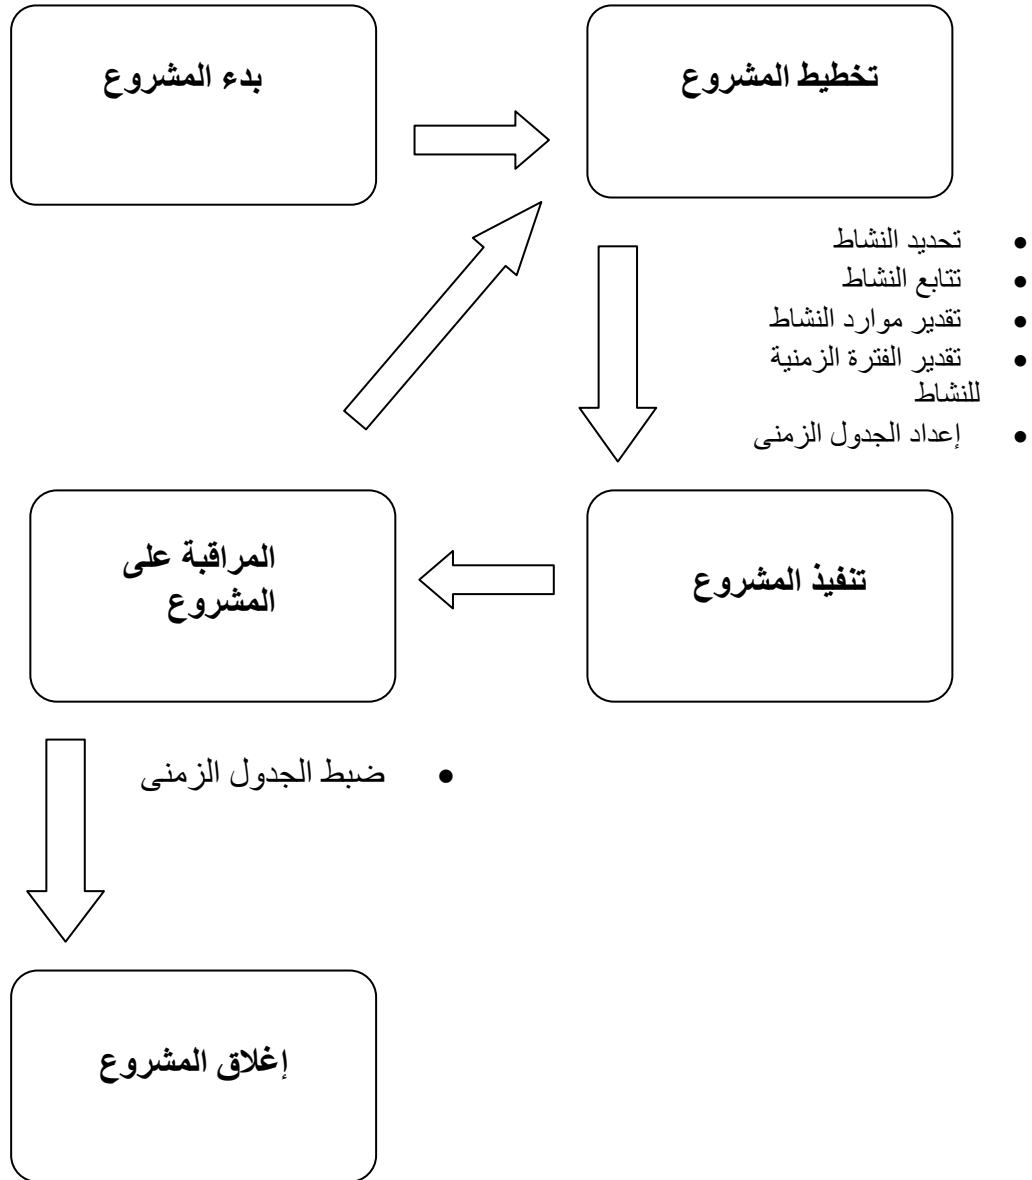 بدء المشروع
تخطيط المشروع
• تحديد النشاط
• تتابع النشاط
• تقدير موارد النشاط
• تقدير الفترة الزمنية
للنشاط
• إعداد الجدول الزمنى
تنفيذ المشروع
المراقبة على
المشروع
• ضبط الجدول الزمنى
إغلاق المشروع